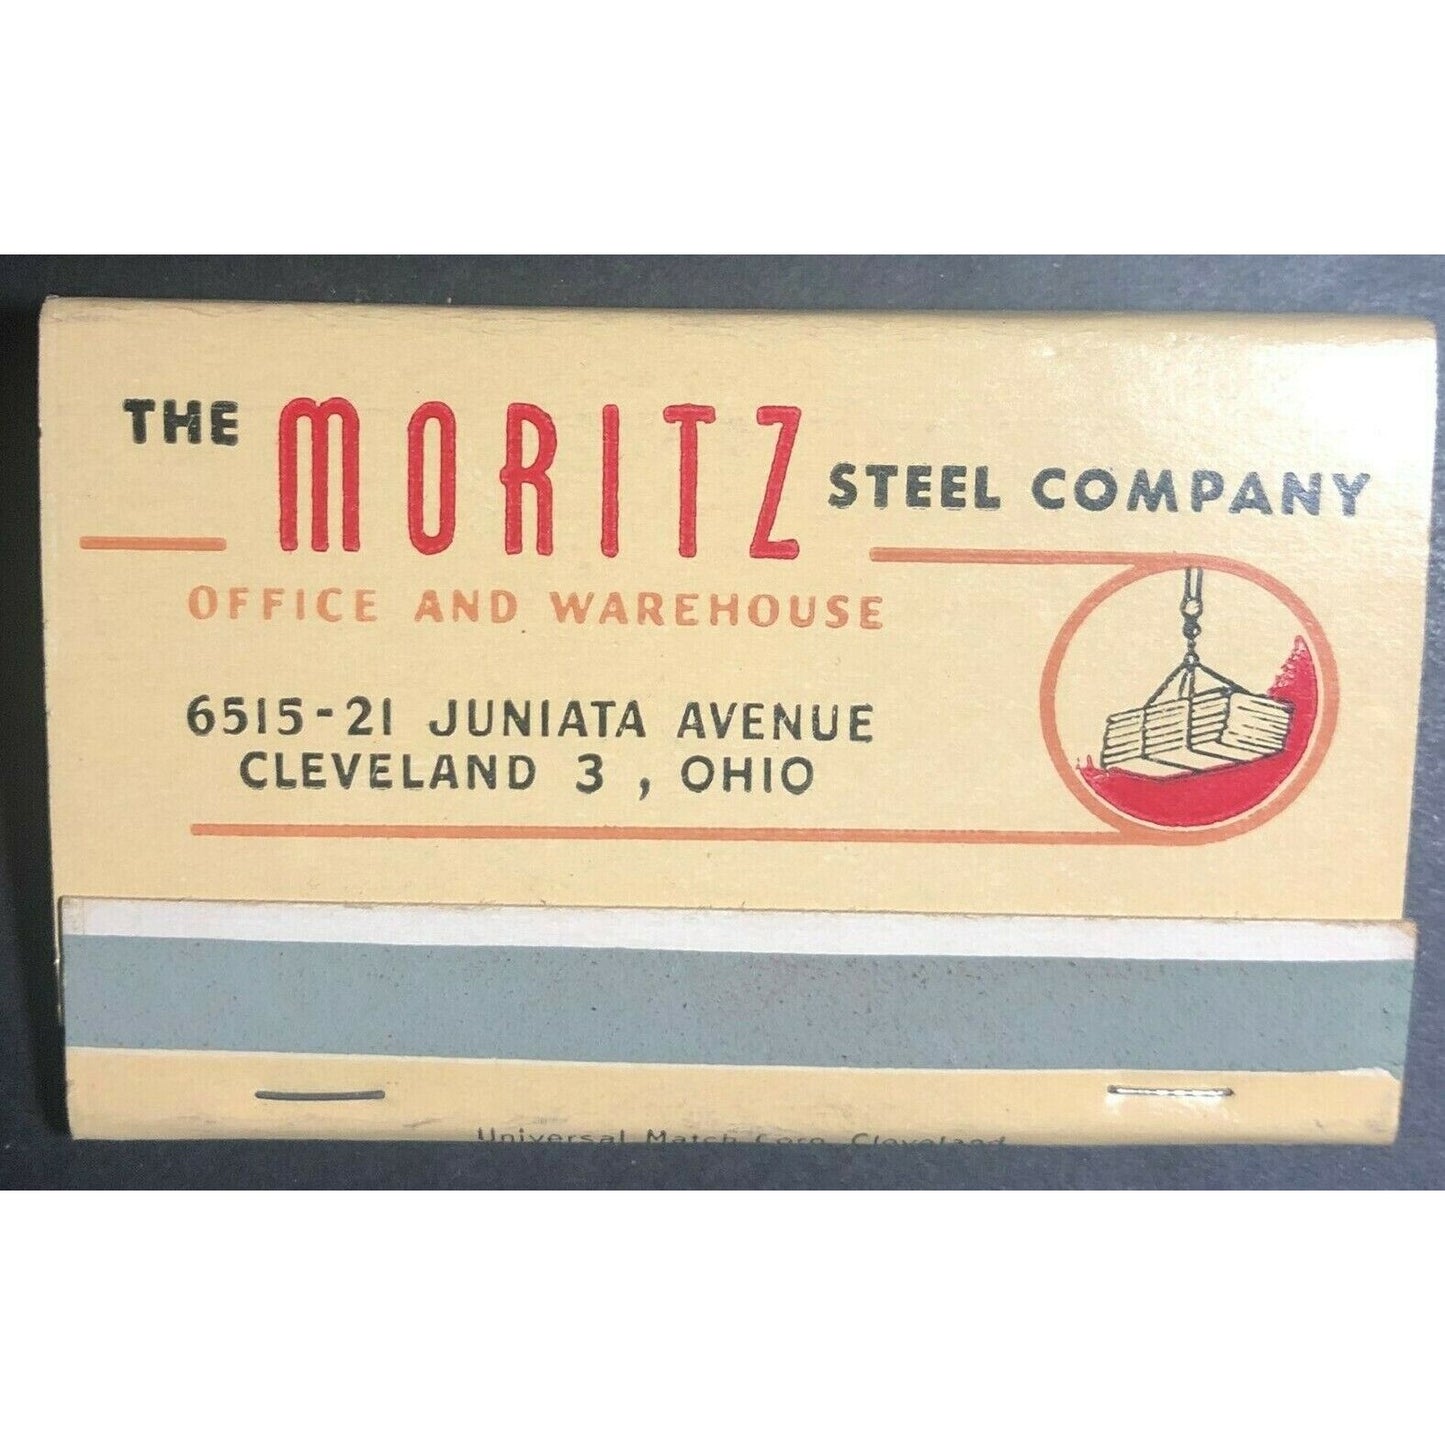 THE MORITZ STEEL COMPANY
OFFICE AND WAREHOUSE
6515-21 JUNIATA AVENUE
CLEVELAND 3, OHIO
Universal Match Corp. Cleveland